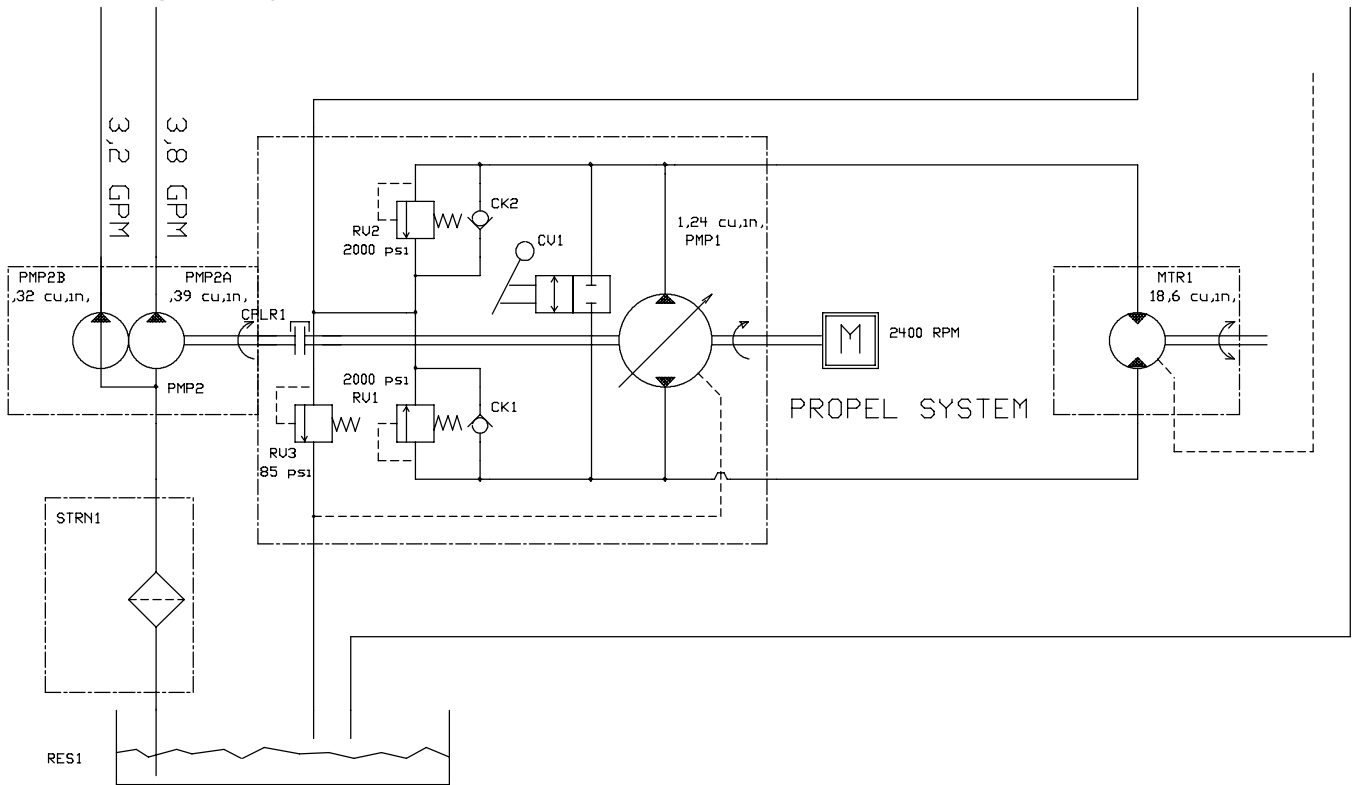 3,2 GPM
3,8 GPM
PMP2B
,32 cu,in,
PMP2A
,39 cu,in,
CPLR1
PMP2
STRN1
RES1
RV2
2000 psi
CK2
CV1
1,24 cu,in,
PMP1
M
2400 RPM
2000 psi
RV1
CK1
RV3
85 psi
PROPEL SYSTEM
MTR1
18,6 cu,in,